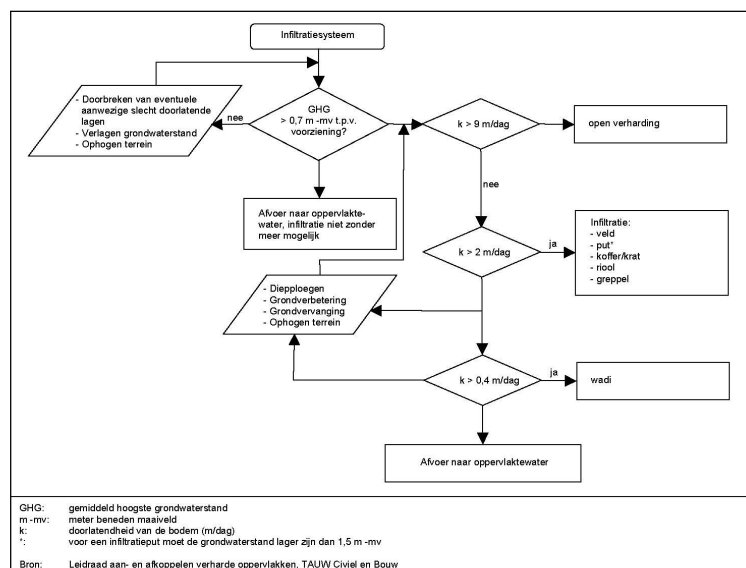 Infiltratiesysteem
- Doorbreken van eventuele
aanwezige slecht doorlatende
lagen
- Verlagen grondwaterstand
- Ophogen terrein
nee
GHG
> 0,7 m -mv t.p.v.
voorziening?
k > 9 m/dag
open verharding
nee
Afvoer naar oppervlakte-
water, infiltratie niet zonder
meer mogelijk
k > 2 m/dag
ja
Infiltratie:
- veld
- put*
- koffer/krat
- riool
- greppel
- Diepploegen
- Grondverbetering
- Grondvervanging
- Ophogen terrein
k > 0,4 m/dag
ja
wadi
Afvoer naar oppervlaktewater
GHG: gemiddeld hoogste grondwaterstand
m -mv: meter beneden maaiveld
k: doorlatendheid van de bodem (m/dag)
*: voor een infiltratieput moet de grondwaterstand lager zijn dan 1,5 m -mv
Bron: Leidraad aan- en afkoppelen verharde oppervlakken, TAUW Civiel en Bouw